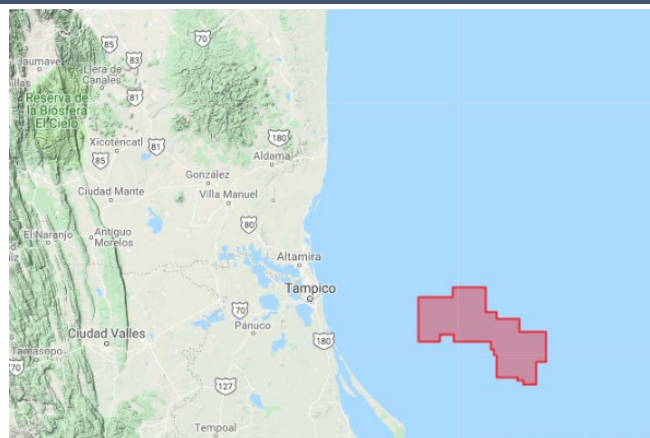 70
85
Jaumave
Llera de
Canales
83
81
Reserva de
la Biósfera
El Cielo
Xicoténcatl
81
85
180
Aldama
González
Ciudad Mante
Villa Manuel
El Naranjo
Antiguo
Morelos
80
Altamira
Tampico
70
Pánuco
Ciudad Valles
180
Tamasopo
70
127
Tempoal